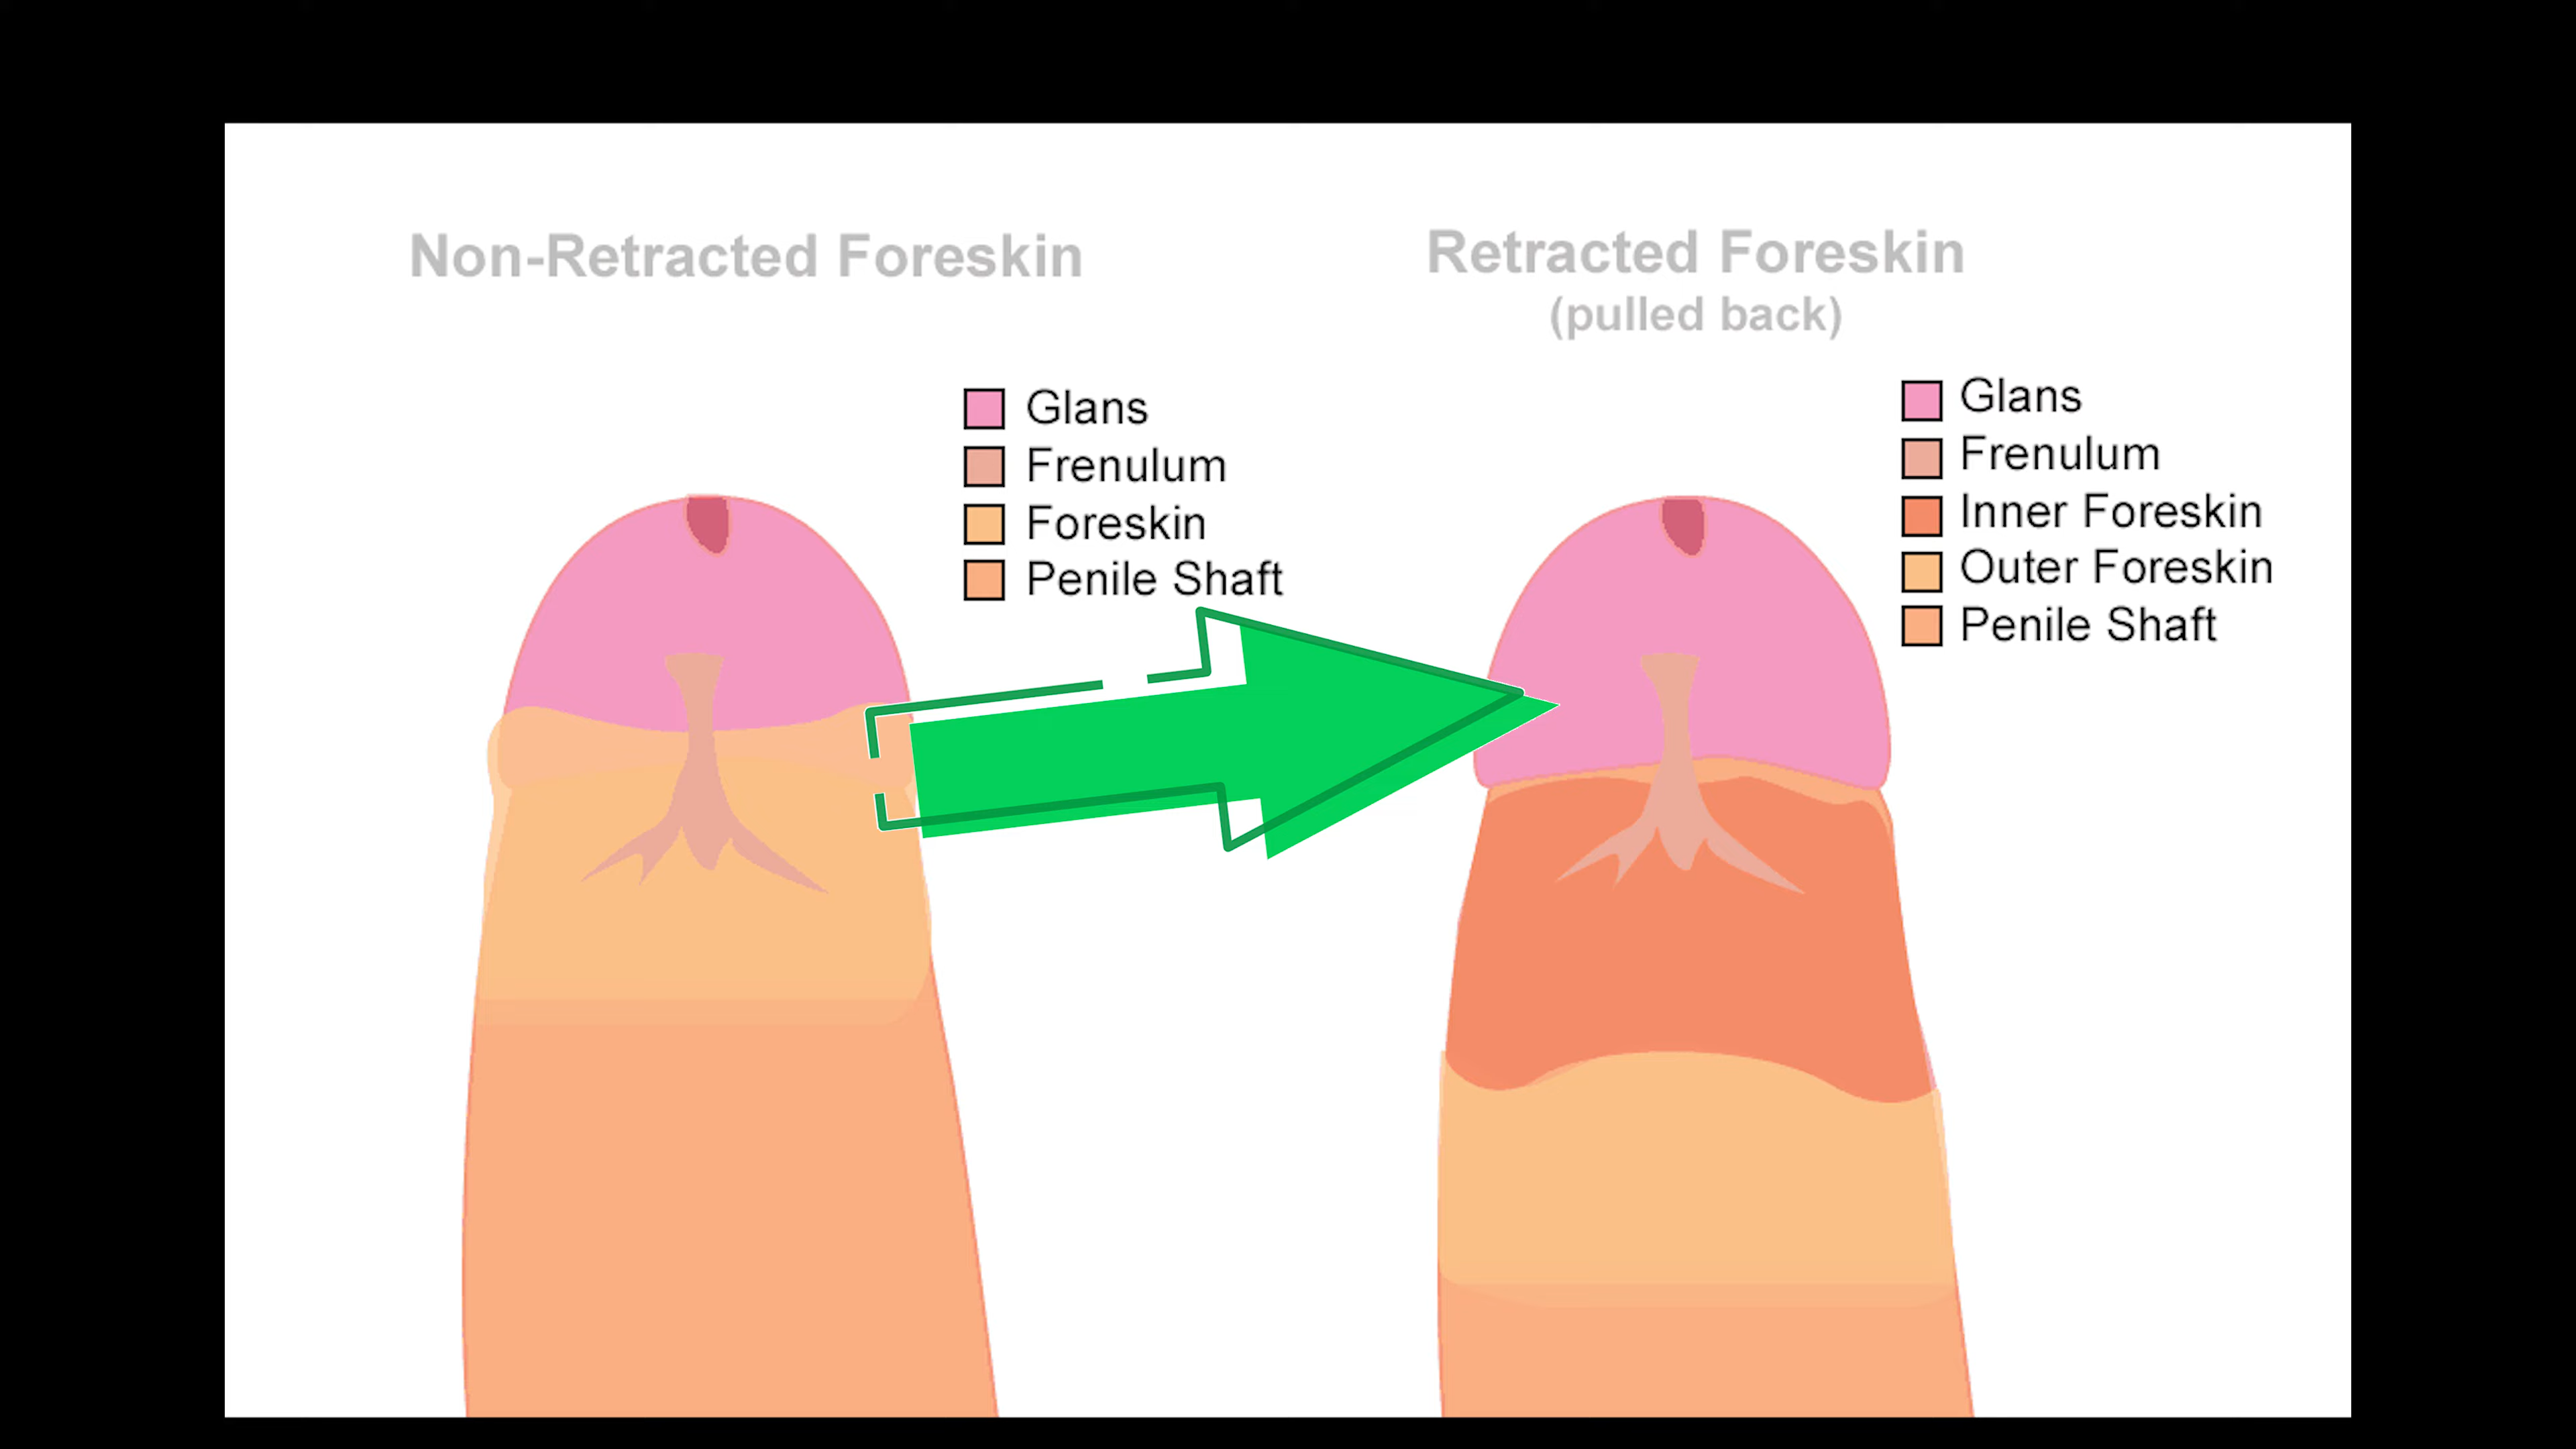 Non-Retracted Foreskin
Glans
Frenulum
Foreskin
Penile Shaft
Retracted Foreskin
(pulled back)
Glans
Frenulum
Inner Foreskin
Outer Foreskin
Penile Shaft